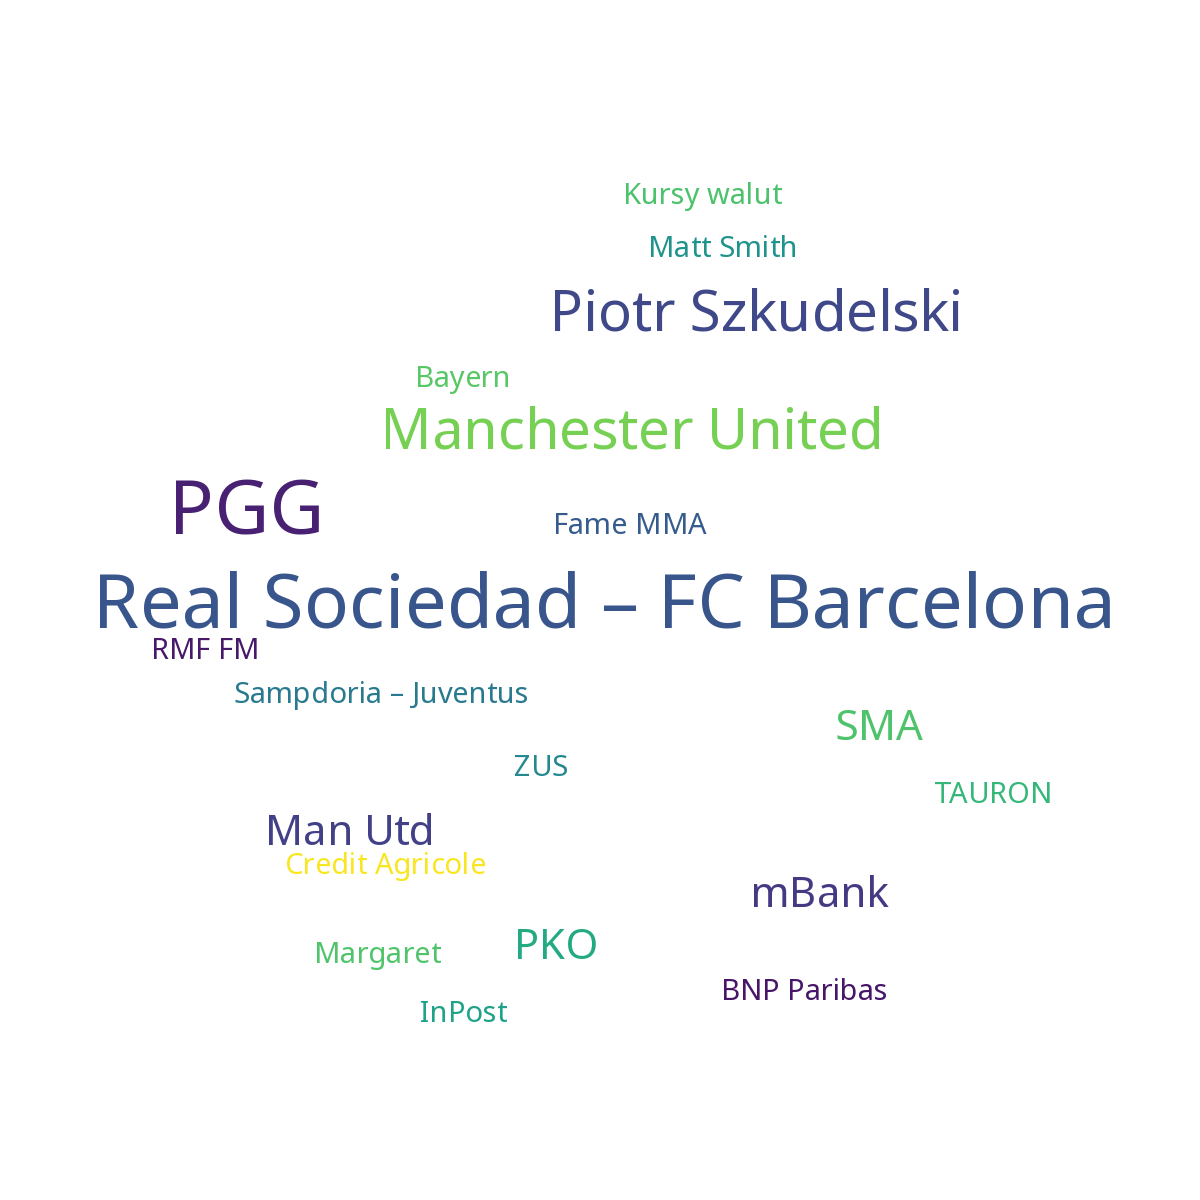 Kursy walut
Matt Smith
Piotr Szkudelski
Bayern
Manchester United
PGG
Fame MMA
Real Sociedad – FC Barcelona
RMF FM
Sampdoria – Juventus
SMA
ZUS
TAURON
Man Utd
Credit Agricole
mBank
PKO
Margaret
BNP Paribas
InPost